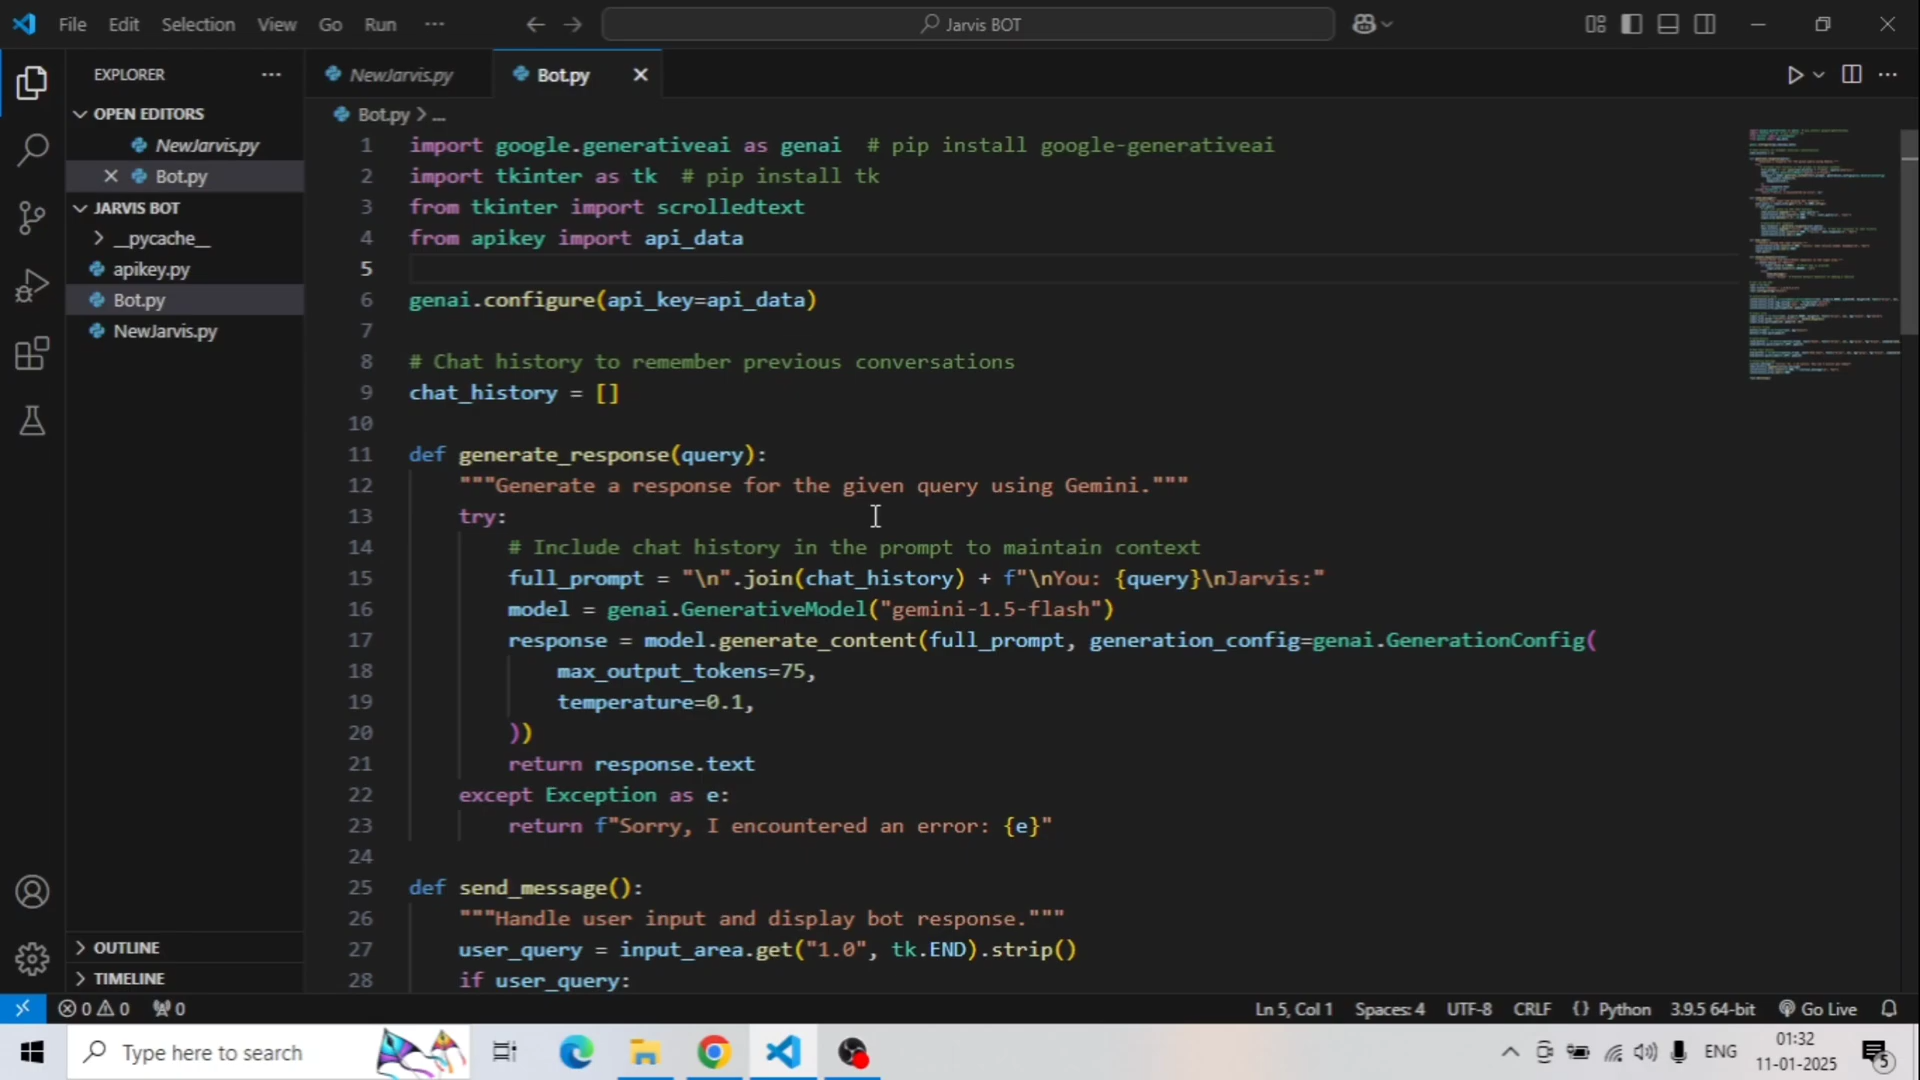 File Edit Selection View Go Run ··· Jarvis BOT
EXPLORER ···
OPEN EDITORS
NewJarvis.py
Bot.py
JARVIS BOT
__pycache__
apikey.py
Bot.py
NewJarvis.py
OUTLINE
TIMELINE
NewJarvis.py Bot.py
Bot.py > ...
1 import google.generativeai as genai  # pip install google-generativeai
2 import tkinter as tk  # pip install tk
3 from tkinter import scrolledtext
4 from apikey import api_data
5
6 genai.configure(api_key=api_data)
7
8 # Chat history to remember previous conversations
9 chat_history = []
10
11 def generate_response(query):
12     """Generate a response for the given query using Gemini."""
13     try:
14         # Include chat history in the prompt to maintain context
15         full_prompt = "\n".join(chat_history) + f"\nYou: {query}\nJarvis:"
16         model = genai.GenerativeModel("gemini-1.5-flash")
17         response = model.generate_content(full_prompt, generation_config=genai.GenerationConfig(
18             max_output_tokens=75,
19             temperature=0.1,
20         ))
21         return response.text
22     except Exception as e:
23         return f"Sorry, I encountered an error: {e}"
24
25 def send_message():
26     """Handle user input and display bot response."""
27     user_query = input_area.get("1.0", tk.END).strip()
28     if user_query:
0 0 0 Ln 5, Col 1 Spaces: 4 UTF-8 CRLF {} Python 3.9.5 64-bit Go Live
Type here to search ENG 01:32
11-01-2025 5